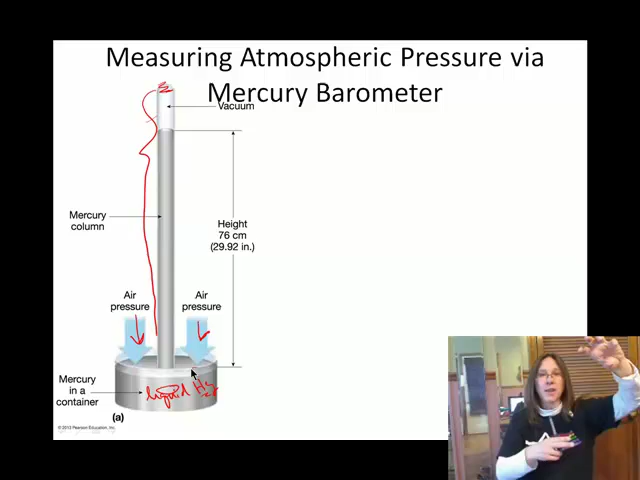 Measuring Atmospheric Pressure via
Mercury Barometer
Vacuum
Mercury
column
Height
76 cm
(29.92 in.)
Air
pressure
Air
pressure
Mercury
in a
container
liquid Hg
(a)
© 2012 Pearson Education, Inc.